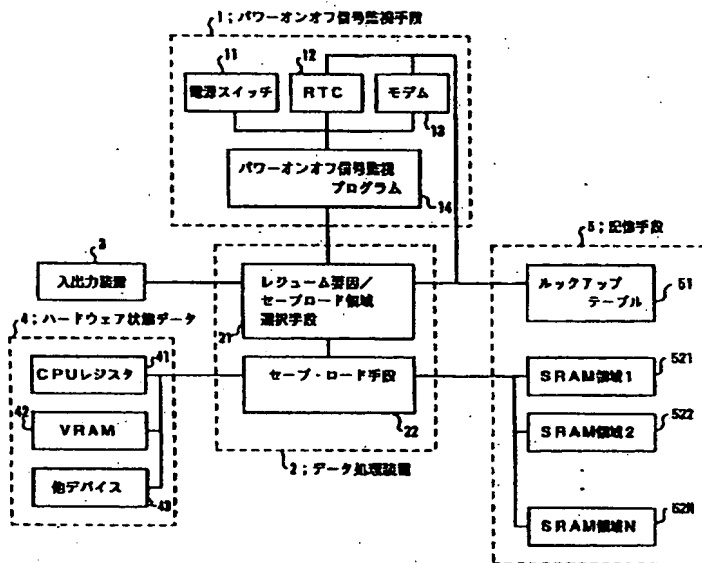 1;パワーオンオフ信号監視手段
11
12
電源スイッチ
RTC
モデム
13
パワーオンオフ信号監視
プログラム
14
5;記憶手段
3
入出力装置
レジューム要因/
セーブロード領域
選択手段
21
ルックアップ
テーブル
51
4;ハードウェア状態データ
41
CPUレジスタ
セーブ・ロード手段
22
SRAM領域1
521
42
VRAM
SRAM領域2
522
2;データ処理装置
他デバイス
43
SRAM領域N
52N